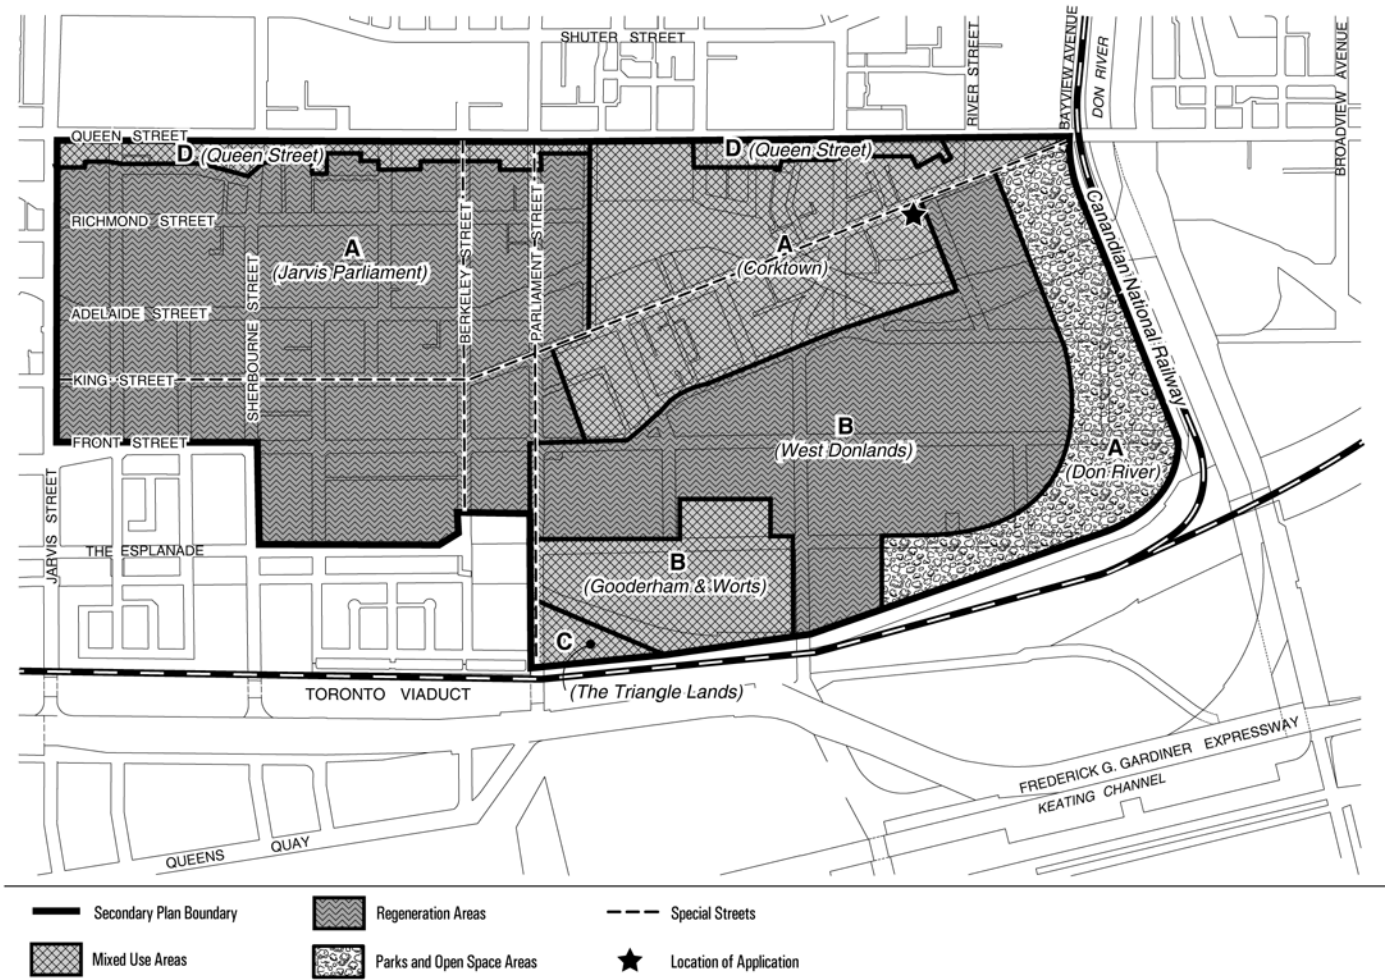 SHUTER STREET
RIVER STREET
BAYVIEW AVENUE
DON RIVER
BROADVIEW AVENUE
QUEEN STREET
D (Queen Street)
D (Queen Street)
RICHMOND STREET
A
(Jarvis Parliament)
SHERBOURNE STREET
BERKELEY STREET
PARLIAMENT STREET
A
(Corktown)
Canandian National Railway
ADELAIDE STREET
KING STREET
FRONT STREET
B
(West Donlands)
A
(Don River)
JARVIS STREET
THE ESPLANADE
B
(Gooderham & Worts)
C
(The Triangle Lands)
TORONTO VIADUCT
FREDERICK G. GARDINER EXPRESSWAY
KEATING CHANNEL
QUEENS QUAY
Secondary Plan Boundary
Regeneration Areas
Special Streets
Mixed Use Areas
Parks and Open Space Areas
Location of Application